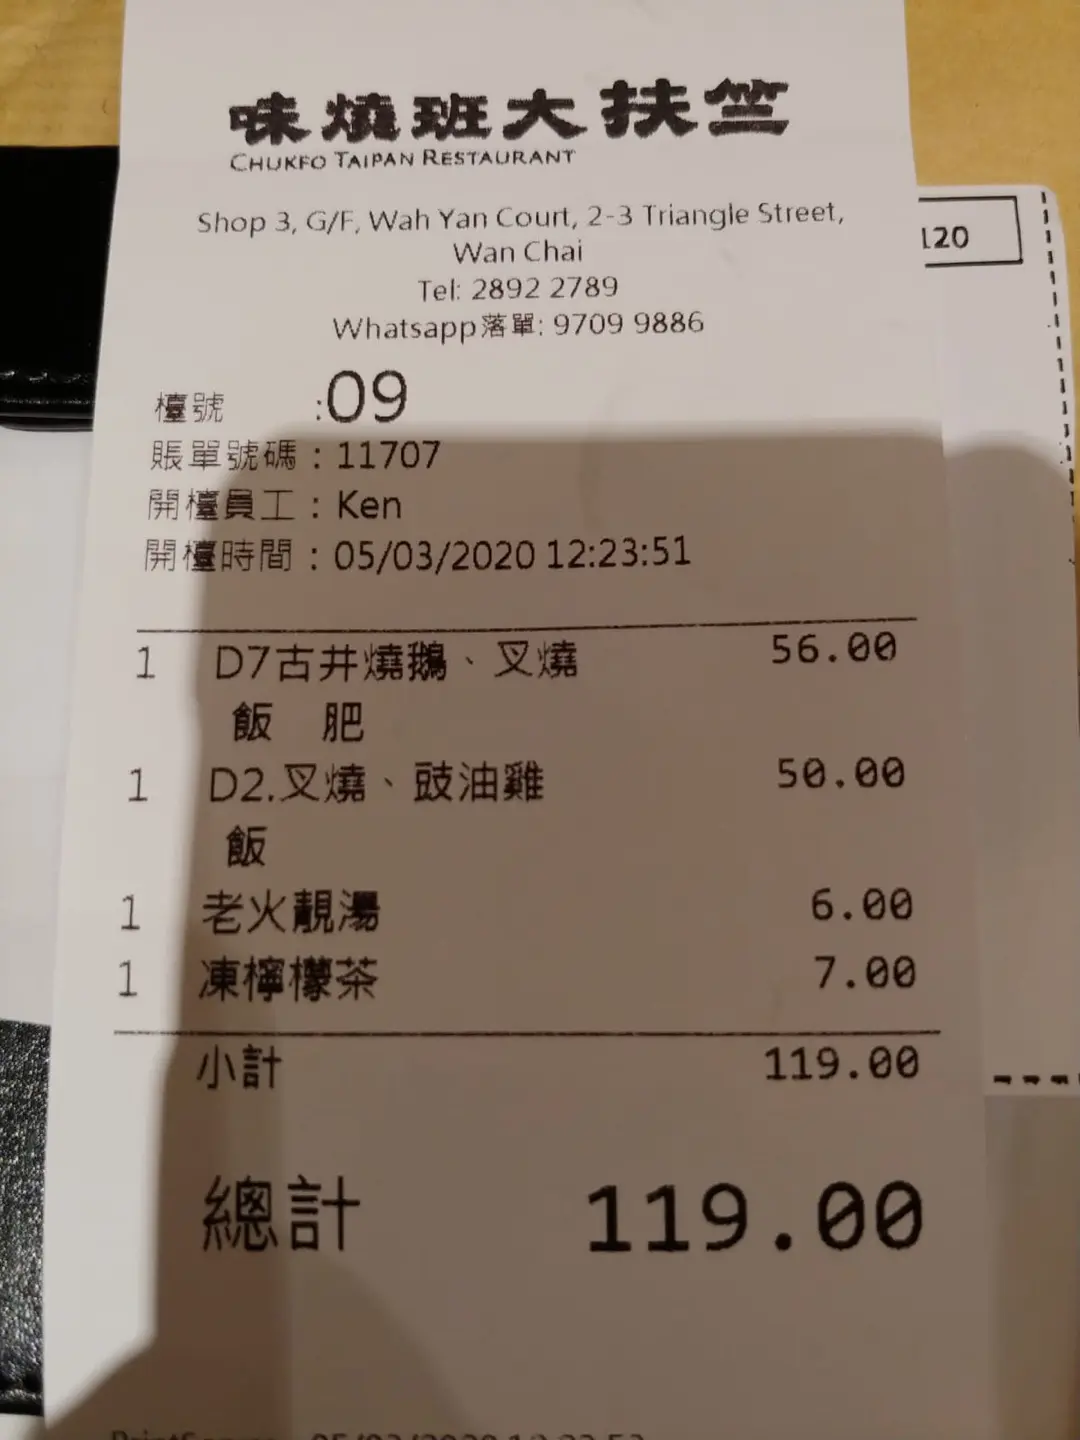 味燒班大扶竺
CHUKFO TAIPAN RESTAURANT
Shop 3, G/F, Wah Yan Court, 2-3 Triangle Street,
Wan Chai
Tel: 2892 2789
Whatsapp落單: 9709 9886
120
檯號 :09
賬單號碼 : 11707
開檯員工 : Ken
開檯時間 : 05/03/2020 12:23:51
1 D7古井燒鵝、叉燒 56.00
飯 肥
1 D2.叉燒、豉油雞 50.00
飯
1 老火靚湯 6.00
1 凍檸檬茶 7.00
小計 119.00
總計 119.00